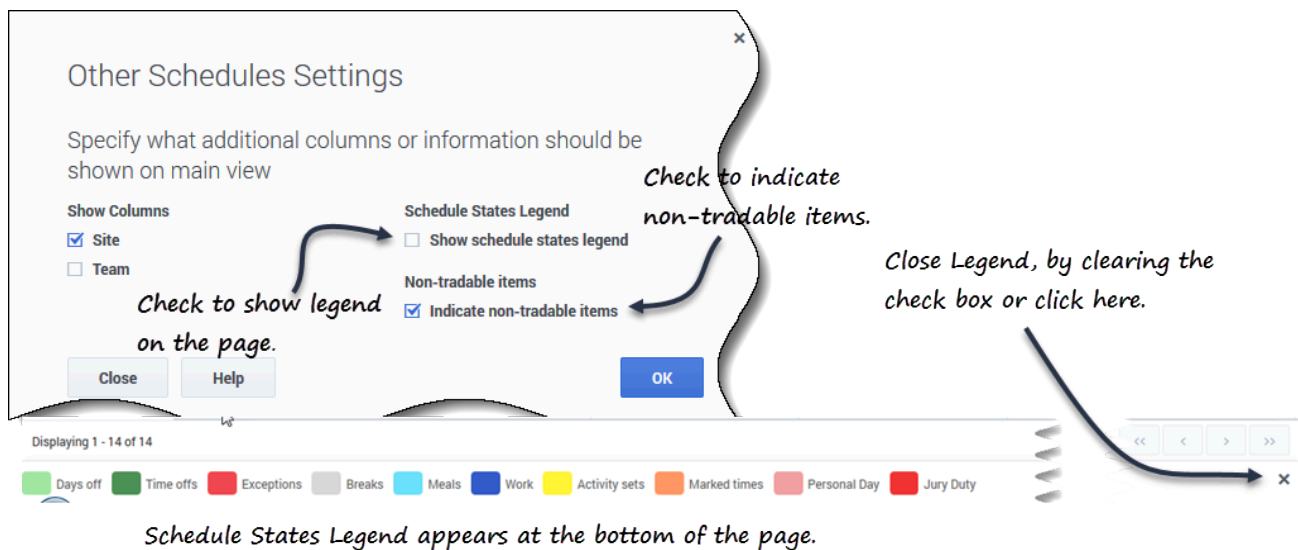 ×
Other Schedules Settings
Specify what additional columns or information should be
shown on main view
Check to indicate
non-tradable items.
Show Columns
Site
Team
Schedule States Legend
Show schedule states legend
Non-tradable items
Indicate non-tradable items
Check to show legend
on the page.
Close Legend, by clearing the
check box or click here.
Close
Help
OK
Displaying 1 - 14 of 14
<< < > >>
Days off Time offs Exceptions Breaks Meals Work Activity sets Marked times Personal Day Jury Duty ×
Schedule States Legend appears at the bottom of the page.